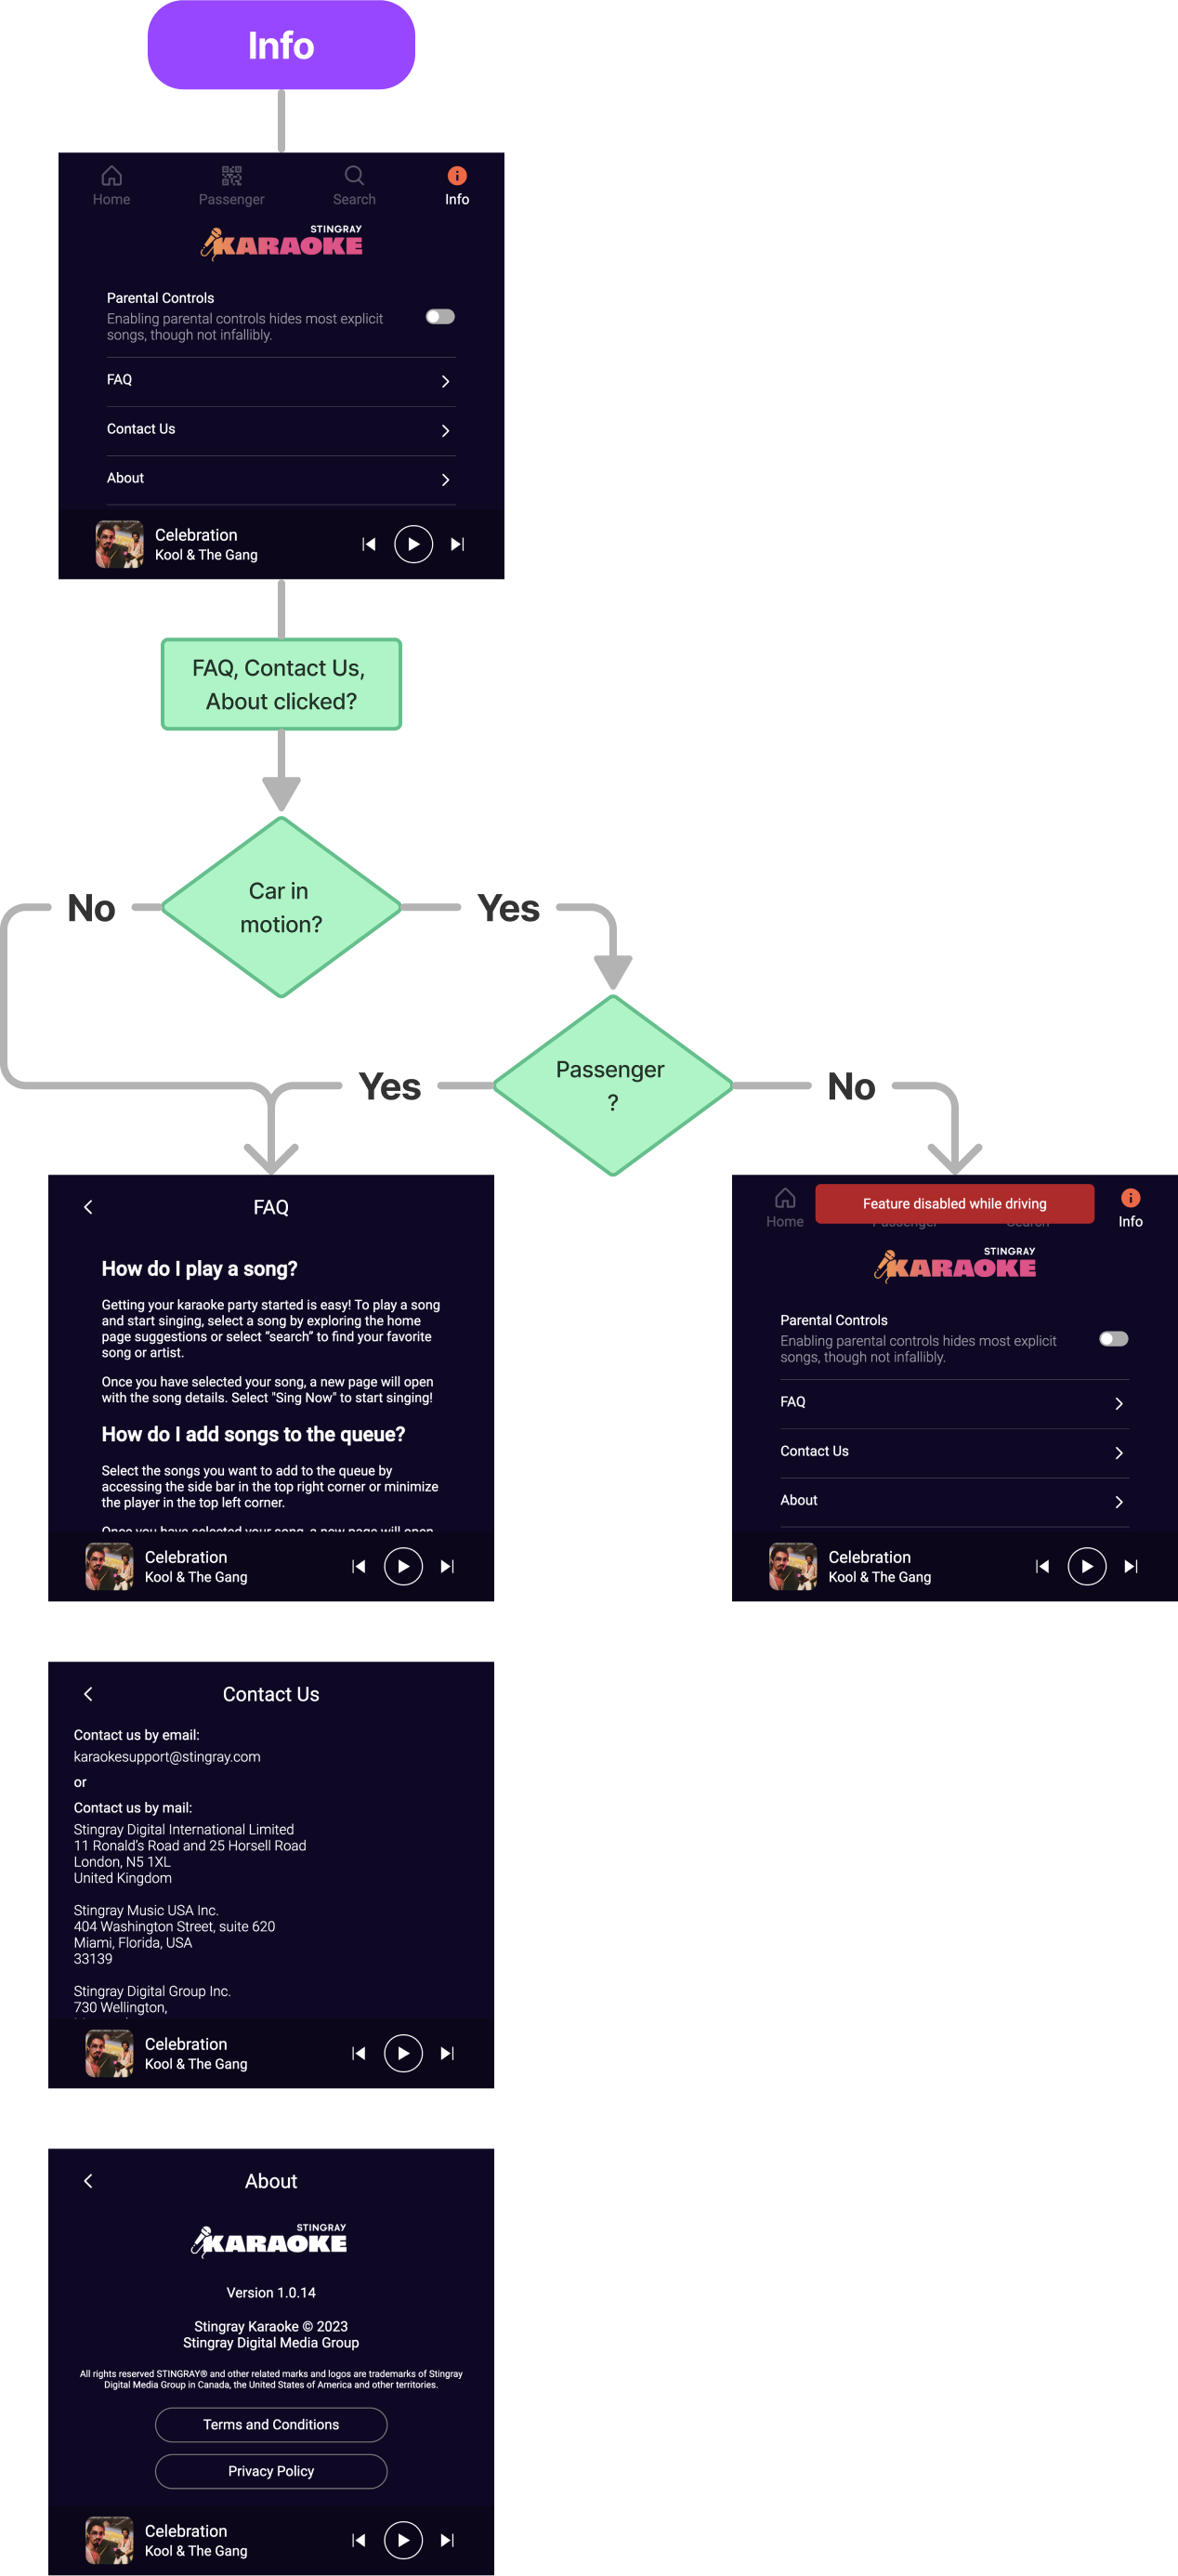 Info
Home
Passenger
Search
Info
STINGRAY
KARAOKE
Parental Controls
Enabling parental controls hides most explicit
songs, though not infallibly.
FAQ
Contact Us
About
Celebration
Kool & The Gang
FAQ, Contact Us,
About clicked?
Car in
motion?
No
Yes
Passenger
?
Yes
No
FAQ
How do I play a song?
Getting your karaoke party started is easy! To play a song
and start singing, select a song by exploring the home
page suggestions or select “search” to find your favorite
song or artist.
Once you have selected your song, a new page will open
with the song details. Select "Sing Now" to start singing!
How do I add songs to the queue?
Select the songs you want to add to the queue by
accessing the side bar in the top right corner or minimize
the player in the top left corner.
Once you have selected your song, a new page will open
Celebration
Kool & The Gang
Feature disabled while driving
Home
Passenger
Search
Info
STINGRAY
KARAOKE
Parental Controls
Enabling parental controls hides most explicit
songs, though not infallibly.
FAQ
Contact Us
About
Celebration
Kool & The Gang
Contact Us
Contact us by email:
karaokesupport@stingray.com
or
Contact us by mail:
Stingray Digital International Limited
11 Ronald's Road and 25 Horsell Road
London, N5 1XL
United Kingdom
Stingray Music USA Inc.
404 Washington Street, suite 620
Miami, Florida, USA
33139
Stingray Digital Group Inc.
730 Wellington,
Celebration
Kool & The Gang
About
STINGRAY
KARAOKE
Version 1.0.14
Stingray Karaoke © 2023
Stingray Digital Media Group
All rights reserved STINGRAY® and other related marks and logos are trademarks of Stingray
Digital Media Group in Canada, the United States of America and other territories.
Terms and Conditions
Privacy Policy
Celebration
Kool & The Gang